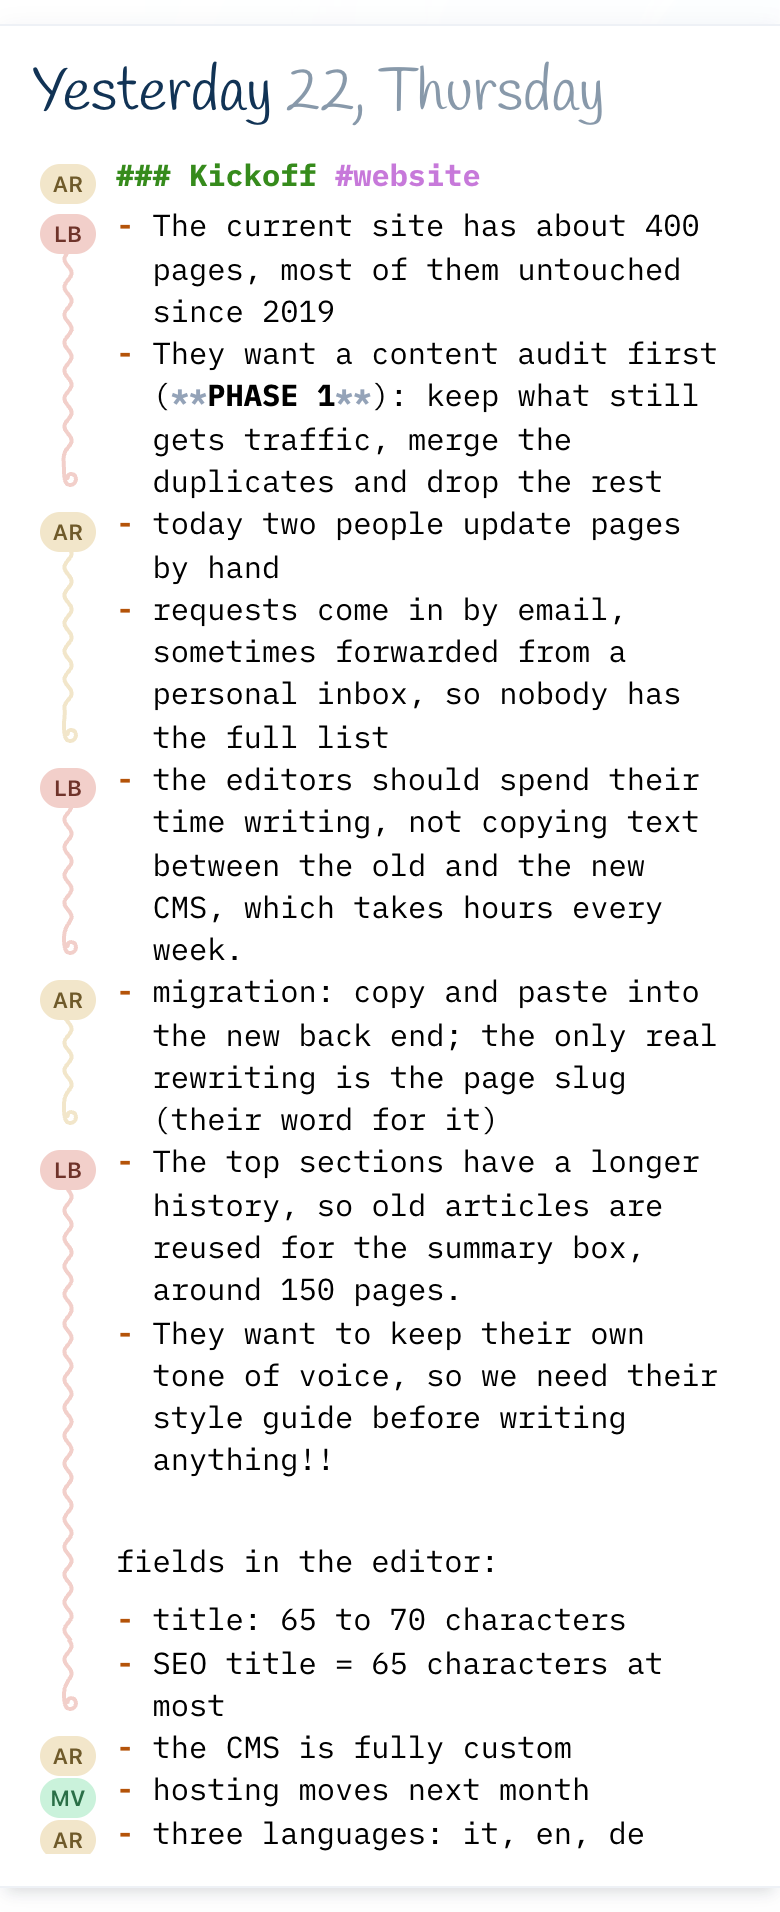 Yesterday 22, Thursday
AR ### Kickoff #website
LB - The current site has about 400
pages, most of them untouched
since 2019
- They want a content audit first
(**PHASE 1**): keep what still
gets traffic, merge the
duplicates and drop the rest
AR - today two people update pages
by hand
- requests come in by email,
sometimes forwarded from a
personal inbox, so nobody has
the full list
LB - the editors should spend their
time writing, not copying text
between the old and the new
CMS, which takes hours every
week.
AR - migration: copy and paste into
the new back end; the only real
rewriting is the page slug
(their word for it)
LB - The top sections have a longer
history, so old articles are
reused for the summary box,
around 150 pages.
- They want to keep their own
tone of voice, so we need their
style guide before writing
anything!!
fields in the editor:
- title: 65 to 70 characters
- SEO title = 65 characters at
most
AR - the CMS is fully custom
MV - hosting moves next month
AR - three languages: it, en, de